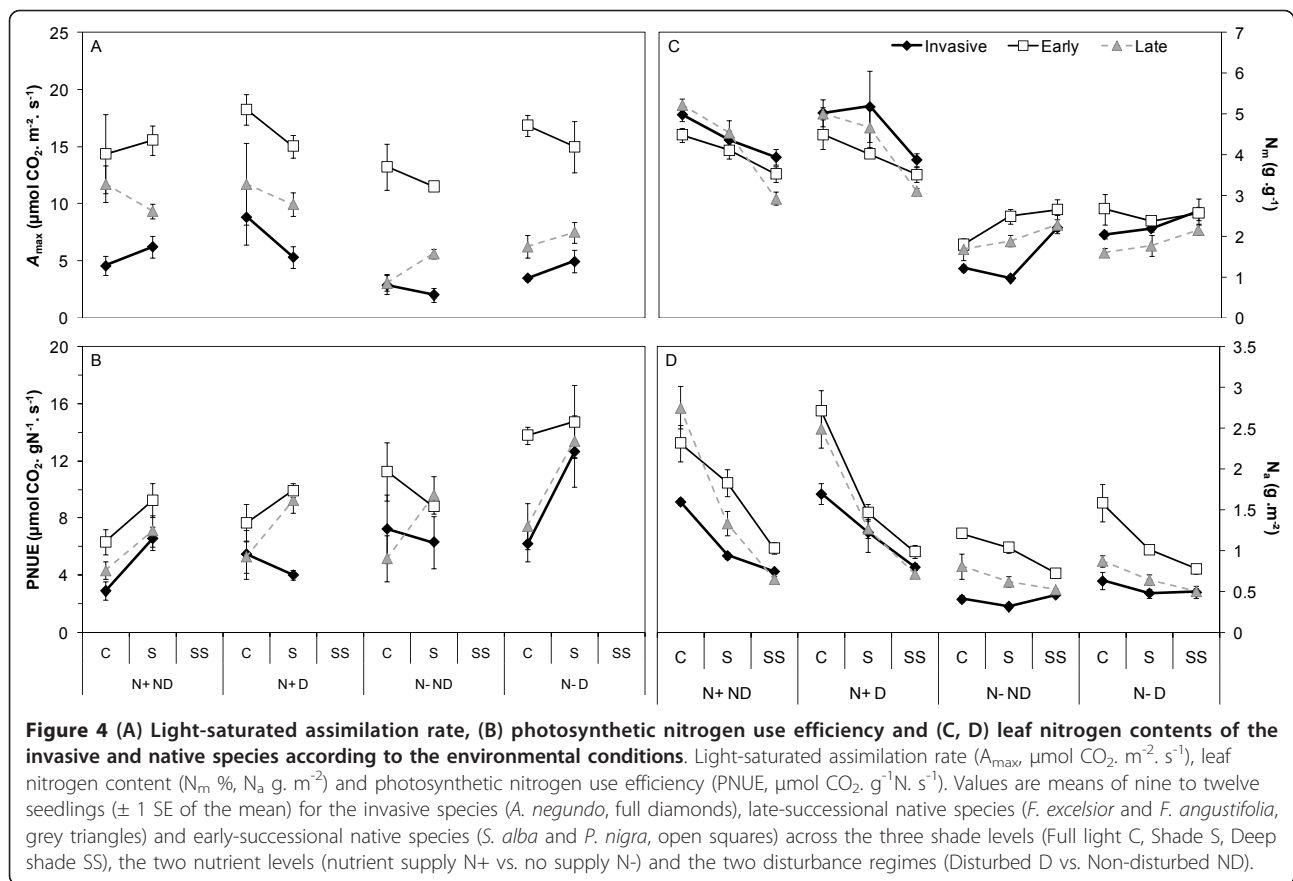 A
25
20
15
10
5
0
Amax (µmol CO2. m-2. s-1)
B
20
16
12
8
4
0
PNUE (µmol CO2. gN-1. s-1)
C S SS C S SS C S SS C S SS
N+ ND N+ D N- ND N- D
C
Invasive Early Late
7
6
5
4
3
2
1
0
Nm (g .g-1)
D
3.5
3
2.5
2
1.5
1
0.5
0
Na (g .m-2)
C S SS C S SS C S SS C S SS
N+ ND N+ D N- ND N- D
Figure 4 (A) Light-saturated assimilation rate, (B) photosynthetic nitrogen use efficiency and (C, D) leaf nitrogen contents of the
invasive and native species according to the environmental conditions. Light-saturated assimilation rate (Amax, µmol CO2. m-2. s-1), leaf
nitrogen content (Nm %, Na g. m-2) and photosynthetic nitrogen use efficiency (PNUE, µmol CO2. g-1N. s-1). Values are means of nine to twelve
seedlings (± 1 SE of the mean) for the invasive species (A. negundo, full diamonds), late-successional native species (F. excelsior and F. angustifolia,
grey triangles) and early-successional native species (S. alba and P. nigra, open squares) across the three shade levels (Full light C, Shade S, Deep
shade SS), the two nutrient levels (nutrient supply N+ vs. no supply N-) and the two disturbance regimes (Disturbed D vs. Non-disturbed ND).